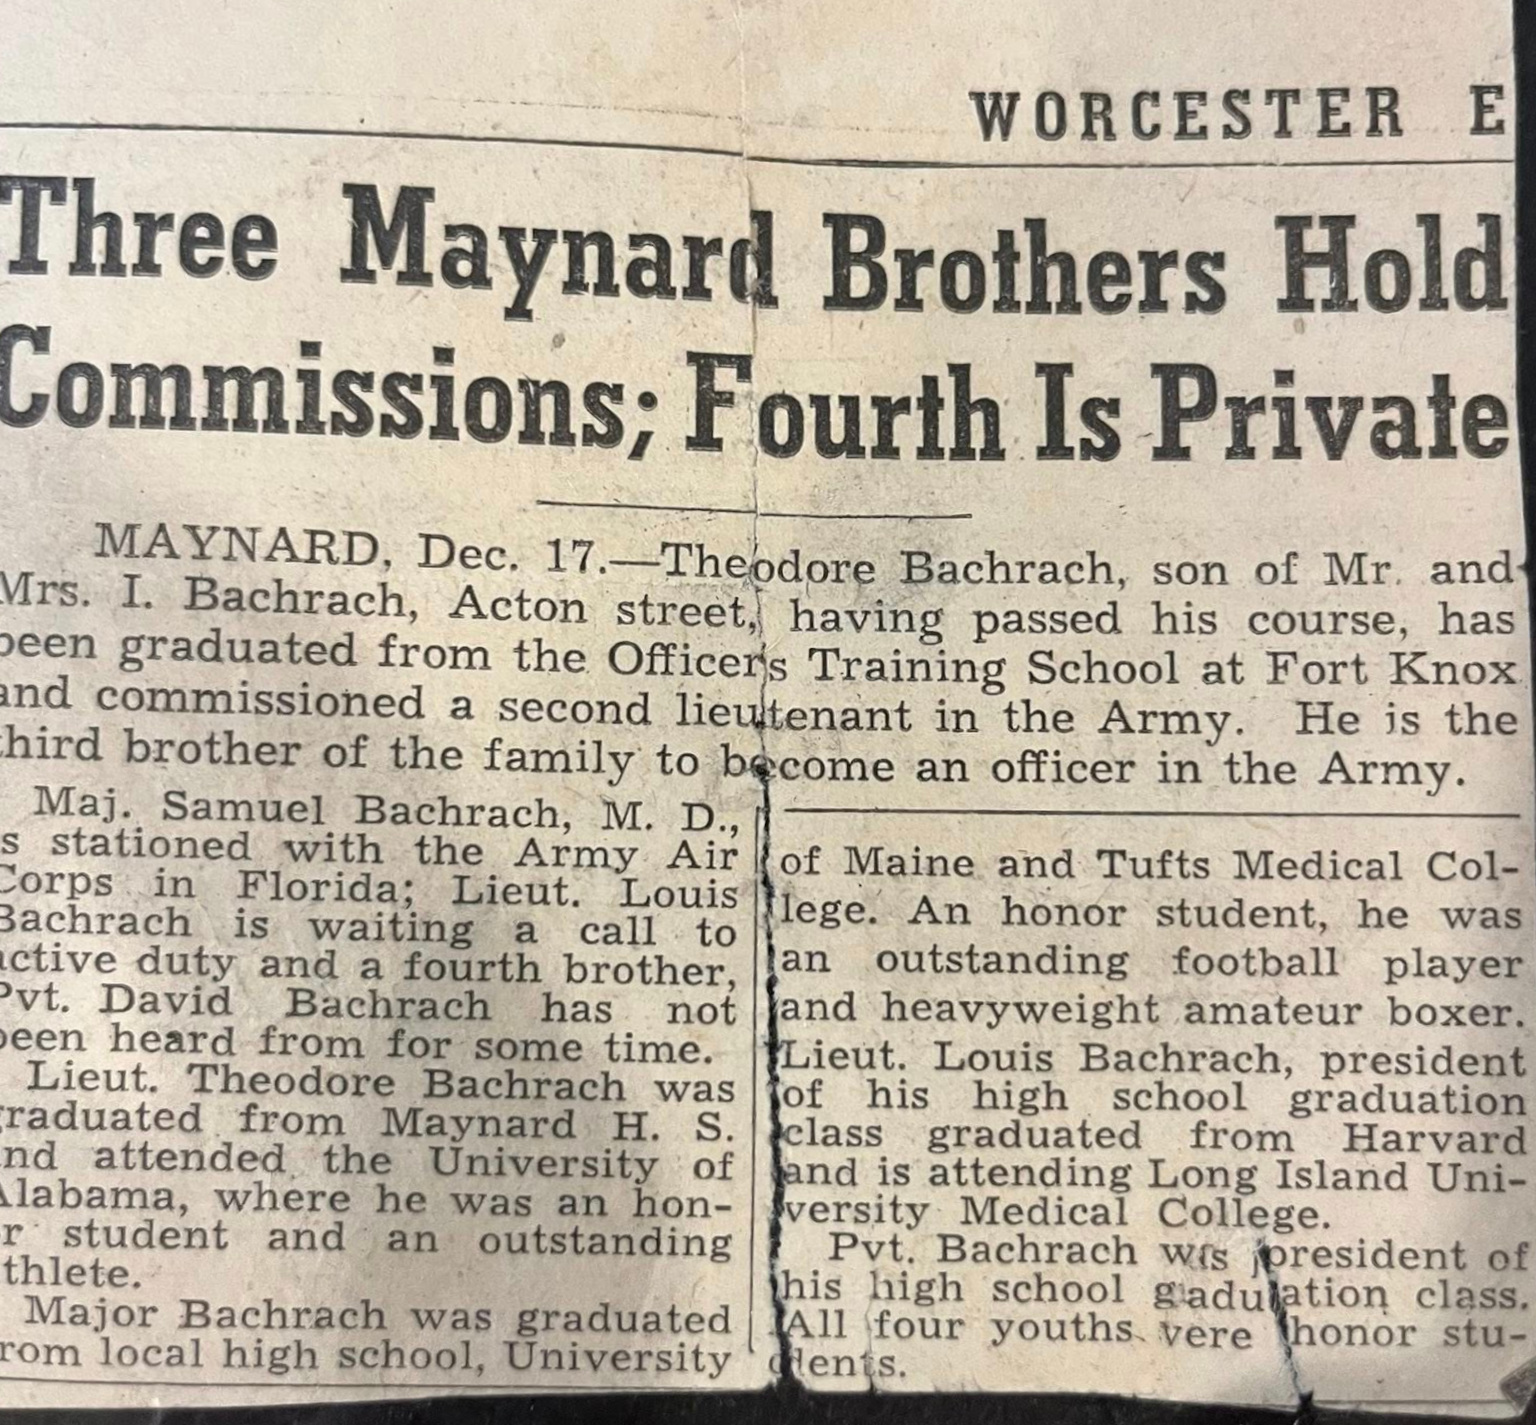 WORCESTER E
Three Maynard Brothers Hold
Commissions; Fourth Is Private
MAYNARD, Dec. 17.—Theodore Bachrach, son of Mr. and
Mrs. I. Bachrach, Acton street, having passed his course, has
been graduated from the Officer's Training School at Fort Knox
and commissioned a second lieutenant in the Army. He is the
third brother of the family to become an officer in the Army.
Maj. Samuel Bachrach, M. D.,
s stationed with the Army Air
Corps in Florida; Lieut. Louis
Bachrach is waiting a call to
active duty and a fourth brother,
Pvt. David Bachrach has not
been heard from for some time.
Lieut. Theodore Bachrach was
graduated from Maynard H. S.
nd attended the University of
Alabama, where he was an hon-
r student and an outstanding
thlete.
Major Bachrach was graduated
rom local high school, University
of Maine and Tufts Medical Col-
lege. An honor student, he was
an outstanding football player
and heavyweight amateur boxer.
Lieut. Louis Bachrach, president
of his high school graduation
class graduated from Harvard
and is attending Long Island Uni-
versity Medical College.
Pvt. Bachrach was president of
his high school gaduation class.
All four youths vere honor stu-
dents.